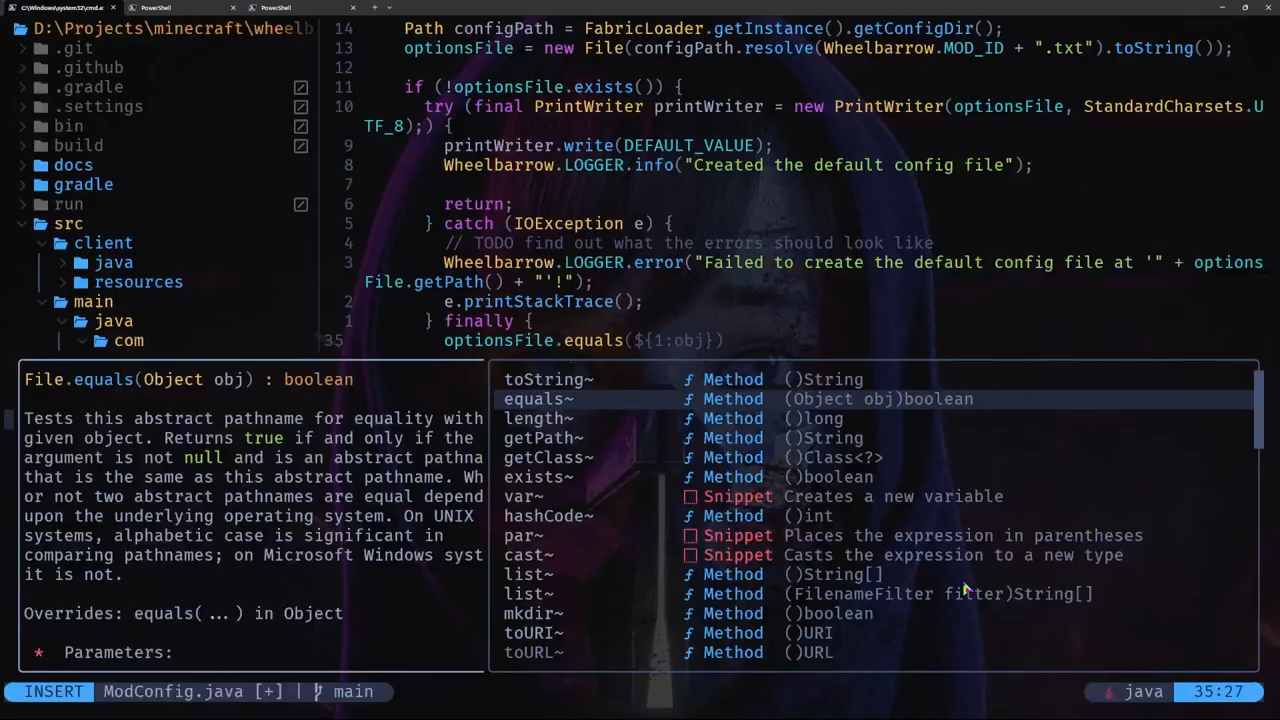 C:\Windows\system32\cmd.e
PowerShell
PowerShell
D:\Projects\minecraft\wheelb
.git
.github
.gradle
.settings
bin
build
docs
gradle
run
src
client
java
resources
main
java
com
14 Path configPath = FabricLoader.getInstance().getConfigDir();
13 optionsFile = new File(configPath.resolve(Wheelbarrow.MOD_ID + ".txt").toString());
12
11 if (!optionsFile.exists()) {
10 try (final PrintWriter printWriter = new PrintWriter(optionsFile, StandardCharsets.U
TF_8);) {
9 printWriter.write(DEFAULT_VALUE);
8 Wheelbarrow.LOGGER.info("Created the default config file");
7
6 return;
5 } catch (IOException e) {
4 // TODO find out what the errors should look like
3 Wheelbarrow.LOGGER.error("Failed to create the default config file at '" + options
File.getPath() + "'!");
2 e.printStackTrace();
1 } finally {
35 optionsFile.equals(${1:obj})
File.equals(Object obj) : boolean
Tests this abstract pathname for equality with
given object. Returns true if and only if the
argument is not null and is an abstract pathna
that is the same as this abstract pathname. Wh
or not two abstract pathnames are equal depend
upon the underlying operating system. On UNIX
systems, alphabetic case is significant in
comparing pathnames; on Microsoft Windows syst
it is not.
Overrides: equals(...) in Object
* Parameters:
toString~ ƒ Method ()String
equals~ ƒ Method (Object obj)boolean
length~ ƒ Method ()long
getPath~ ƒ Method ()String
getClass~ ƒ Method ()Class<?>
exists~ ƒ Method ()boolean
var~ Snippet Creates a new variable
hashCode~ ƒ Method ()int
par~ Snippet Places the expression in parentheses
cast~ Snippet Casts the expression to a new type
list~ ƒ Method ()String[]
list~ ƒ Method (FilenameFilter filter)String[]
mkdir~ ƒ Method ()boolean
toURI~ ƒ Method ()URI
toURL~ ƒ Method ()URL
INSERT ModConfig.java [+] | main java 35:27